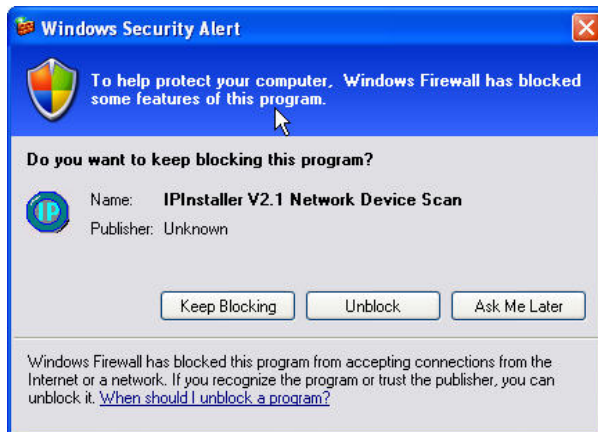 Windows Security Alert
To help protect your computer, Windows Firewall has blocked
some features of this program.
Do you want to keep blocking this program?
IP
Name: IPInstaller V2.1 Network Device Scan
Publisher: Unknown
Keep Blocking Unblock Ask Me Later
Windows Firewall has blocked this program from accepting connections from the
Internet or a network. If you recognize the program or trust the publisher, you can
unblock it. When should I unblock a program?